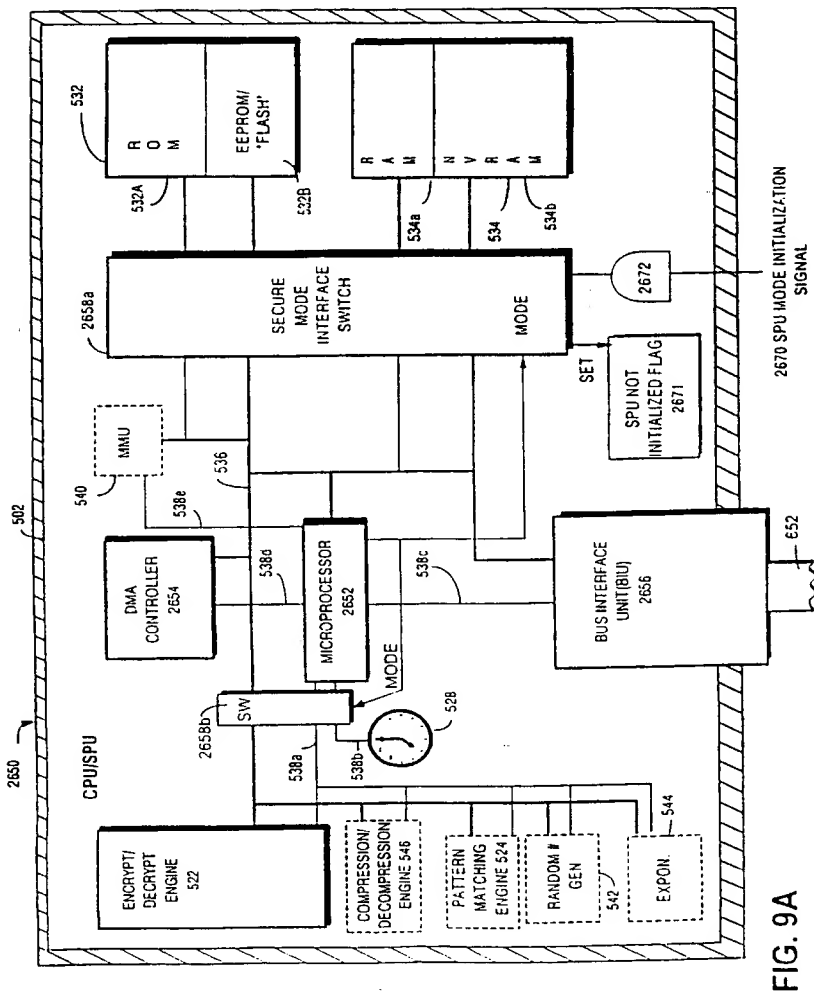 2650
502
CPU/SPU
ENCRYPT/
DECRYPT
ENGINE
522
COMPRESSION/
DECOMPRESSION
ENGINE 546
PATTERN
MATCHING
ENGINE 524
RANDOM #
GEN
542
EXPON.
544
2658b
SW
538a
538b
528
MODE
DMA
CONTROLLER
2654
538d
MICROPROCESSOR
2652
538c
BUS INTERFACE
UNIT(BIU)
2656
652
540
MMU
538e
536
2658a
SECURE
MODE
INTERFACE
SWITCH
MODE
SET
SPU NOT
INITIALIZED FLAG
2671
2672
2670 SPU MODE INITIALIZATION
SIGNAL
532
R O M
532A
EEPROM/
'FLASH'
532B
R A M
534a
N V R A M
534
534b
FIG. 9A